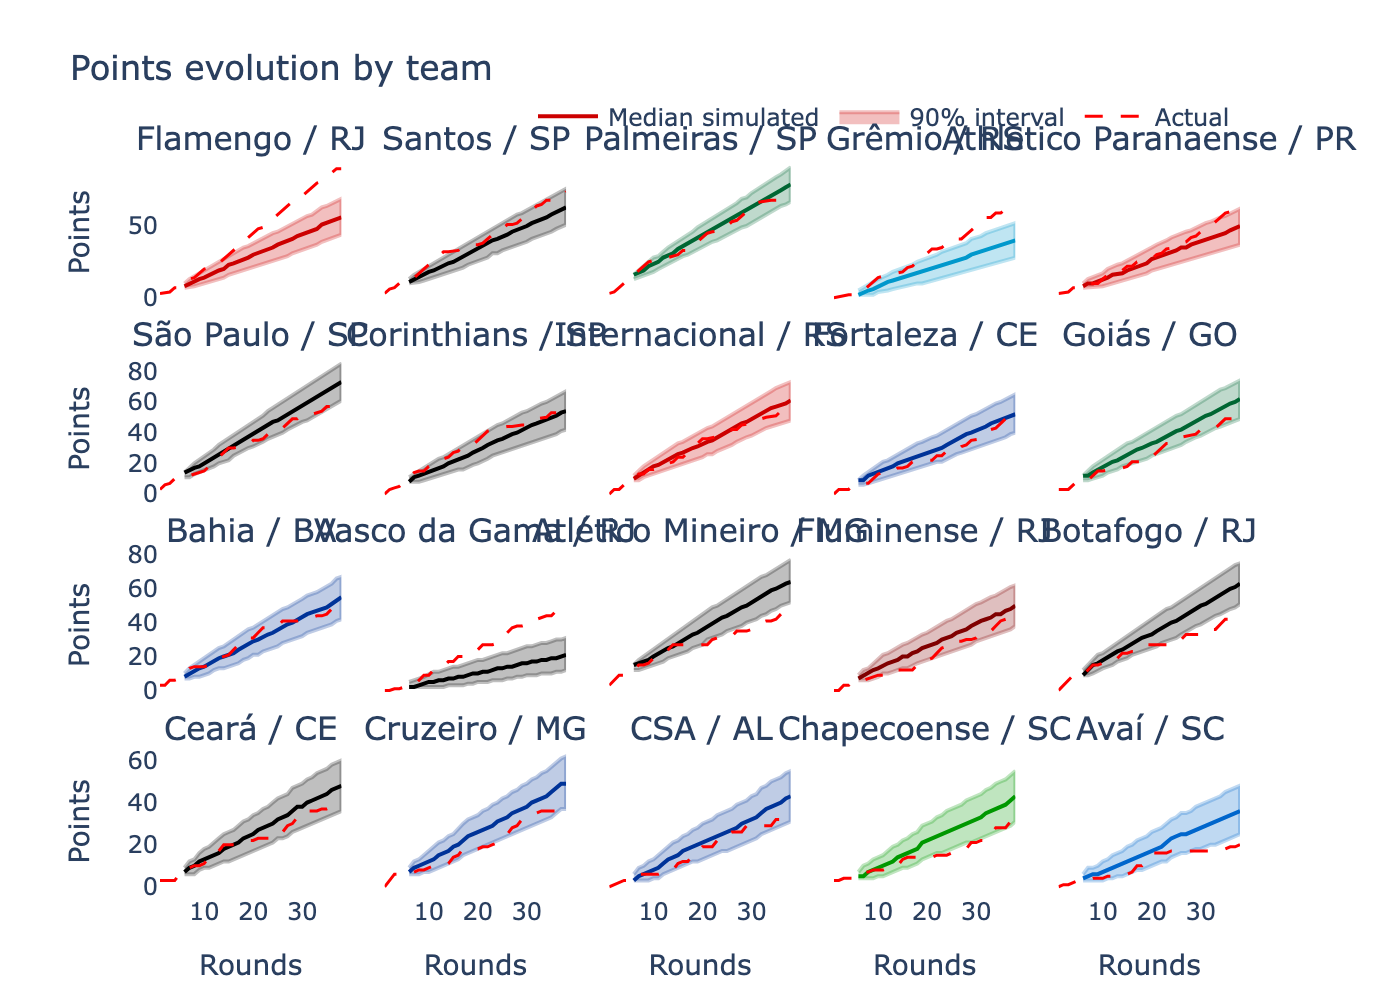 Points evolution by team
Median simulated 90% interval Actual
Flamengo / RJ Santos / SP Palmeiras / SP Grêmio / RS Athletico Paranaense / PR
Points
50
0
São Paulo / SP Corinthians / SP Internacional / RS Fortaleza / CE Goiás / GO
Points
80
60
40
20
0
Bahia / BA Vasco da Gama / RJ Atlético Mineiro / MG Fluminense / RJ Botafogo / RJ
Points
80
60
40
20
0
Ceará / CE Cruzeiro / MG CSA / AL Chapecoense / SC Avaí / SC
Points
60
40
20
0
10 20 30 10 20 30 10 20 30 10 20 30 10 20 30
Rounds Rounds Rounds Rounds Rounds